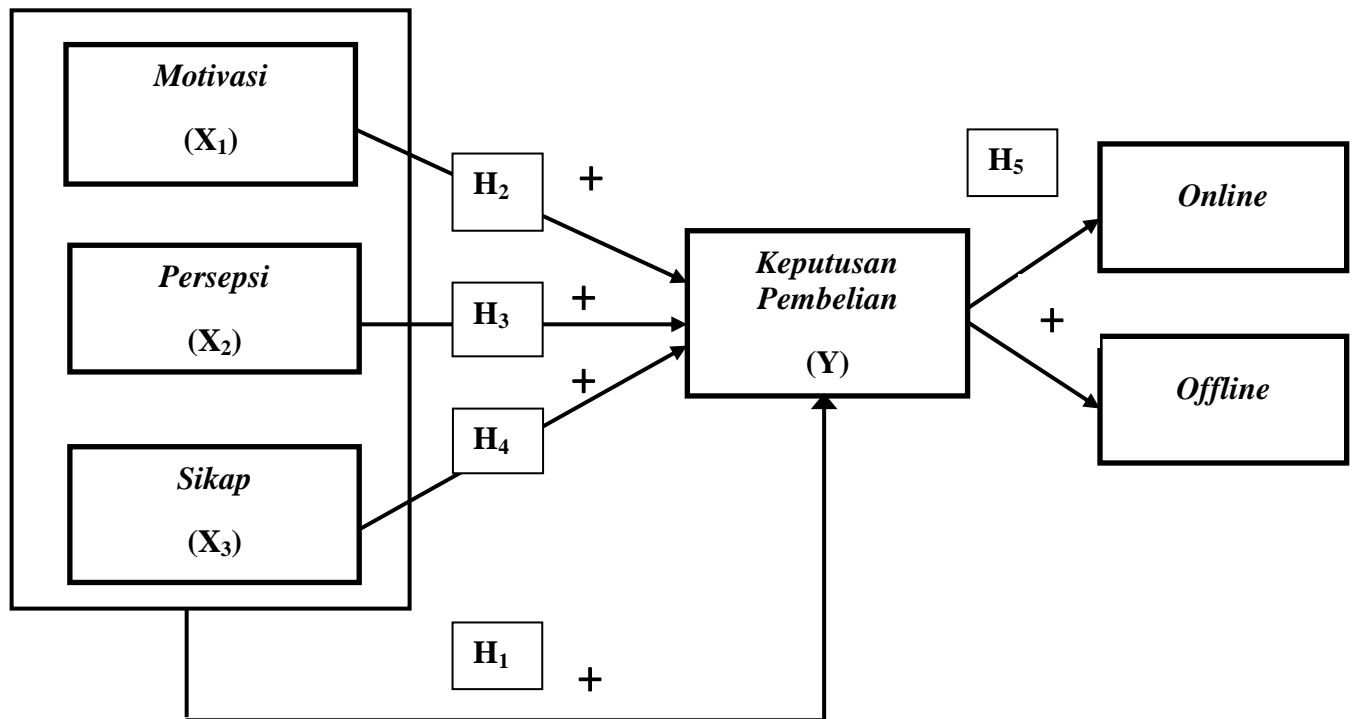 Motivasi
(X₁)
H₂
+
H₅
Online
Persepsi
(X₂)
H₃
+
Keputusan
Pembelian
(Y)
+
Offline
+
H₄
Sikap
(X₃)
H₁
+